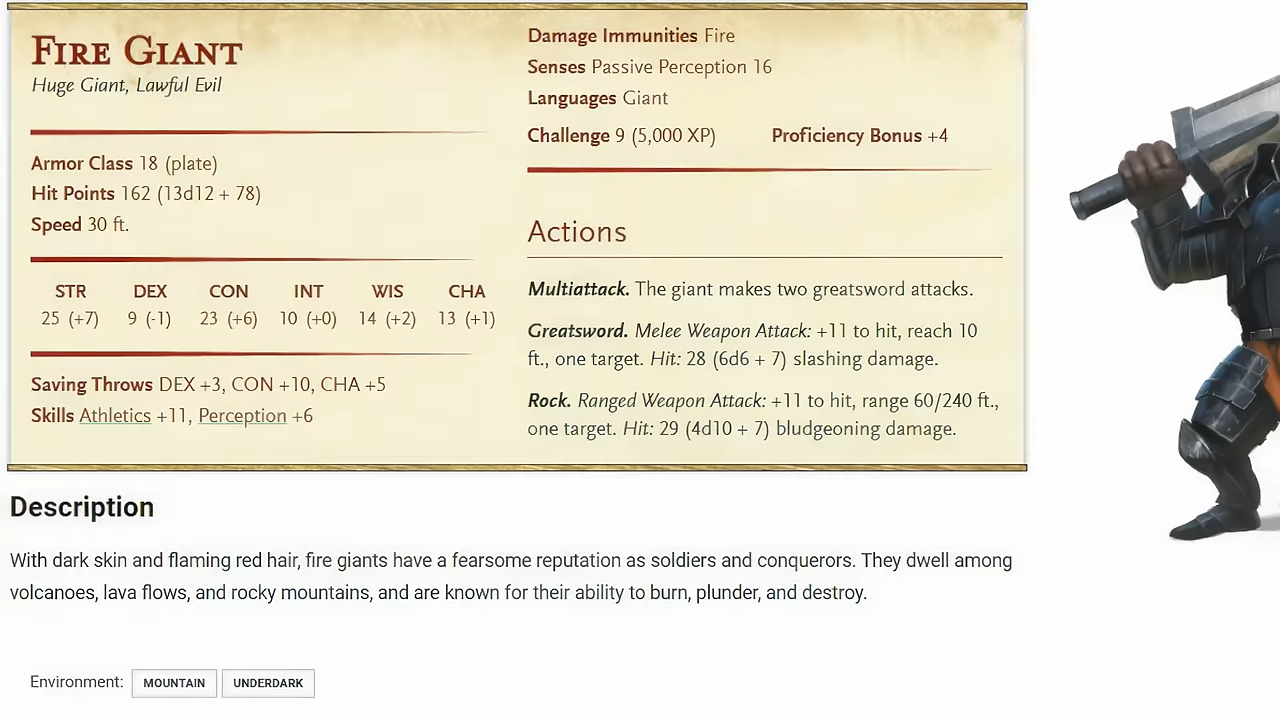 FIRE GIANT
Huge Giant, Lawful Evil
Armor Class 18 (plate)
Hit Points 162 (13d12 + 78)
Speed 30 ft.
STR DEX CON INT WIS CHA
25 (+7) 9 (-1) 23 (+6) 10 (+0) 14 (+2) 13 (+1)
Saving Throws DEX +3, CON +10, CHA +5
Skills Athletics +11, Perception +6
Damage Immunities Fire
Senses Passive Perception 16
Languages Giant
Challenge 9 (5,000 XP) Proficiency Bonus +4
Actions
Multiattack. The giant makes two greatsword attacks.
Greatsword. Melee Weapon Attack: +11 to hit, reach 10
ft., one target. Hit: 28 (6d6 + 7) slashing damage.
Rock. Ranged Weapon Attack: +11 to hit, range 60/240 ft.,
one target. Hit: 29 (4d10 + 7) bludgeoning damage.
Description
With dark skin and flaming red hair, fire giants have a fearsome reputation as soldiers and conquerors. They dwell among
volcanoes, lava flows, and rocky mountains, and are known for their ability to burn, plunder, and destroy.
Environment: MOUNTAIN UNDERDARK